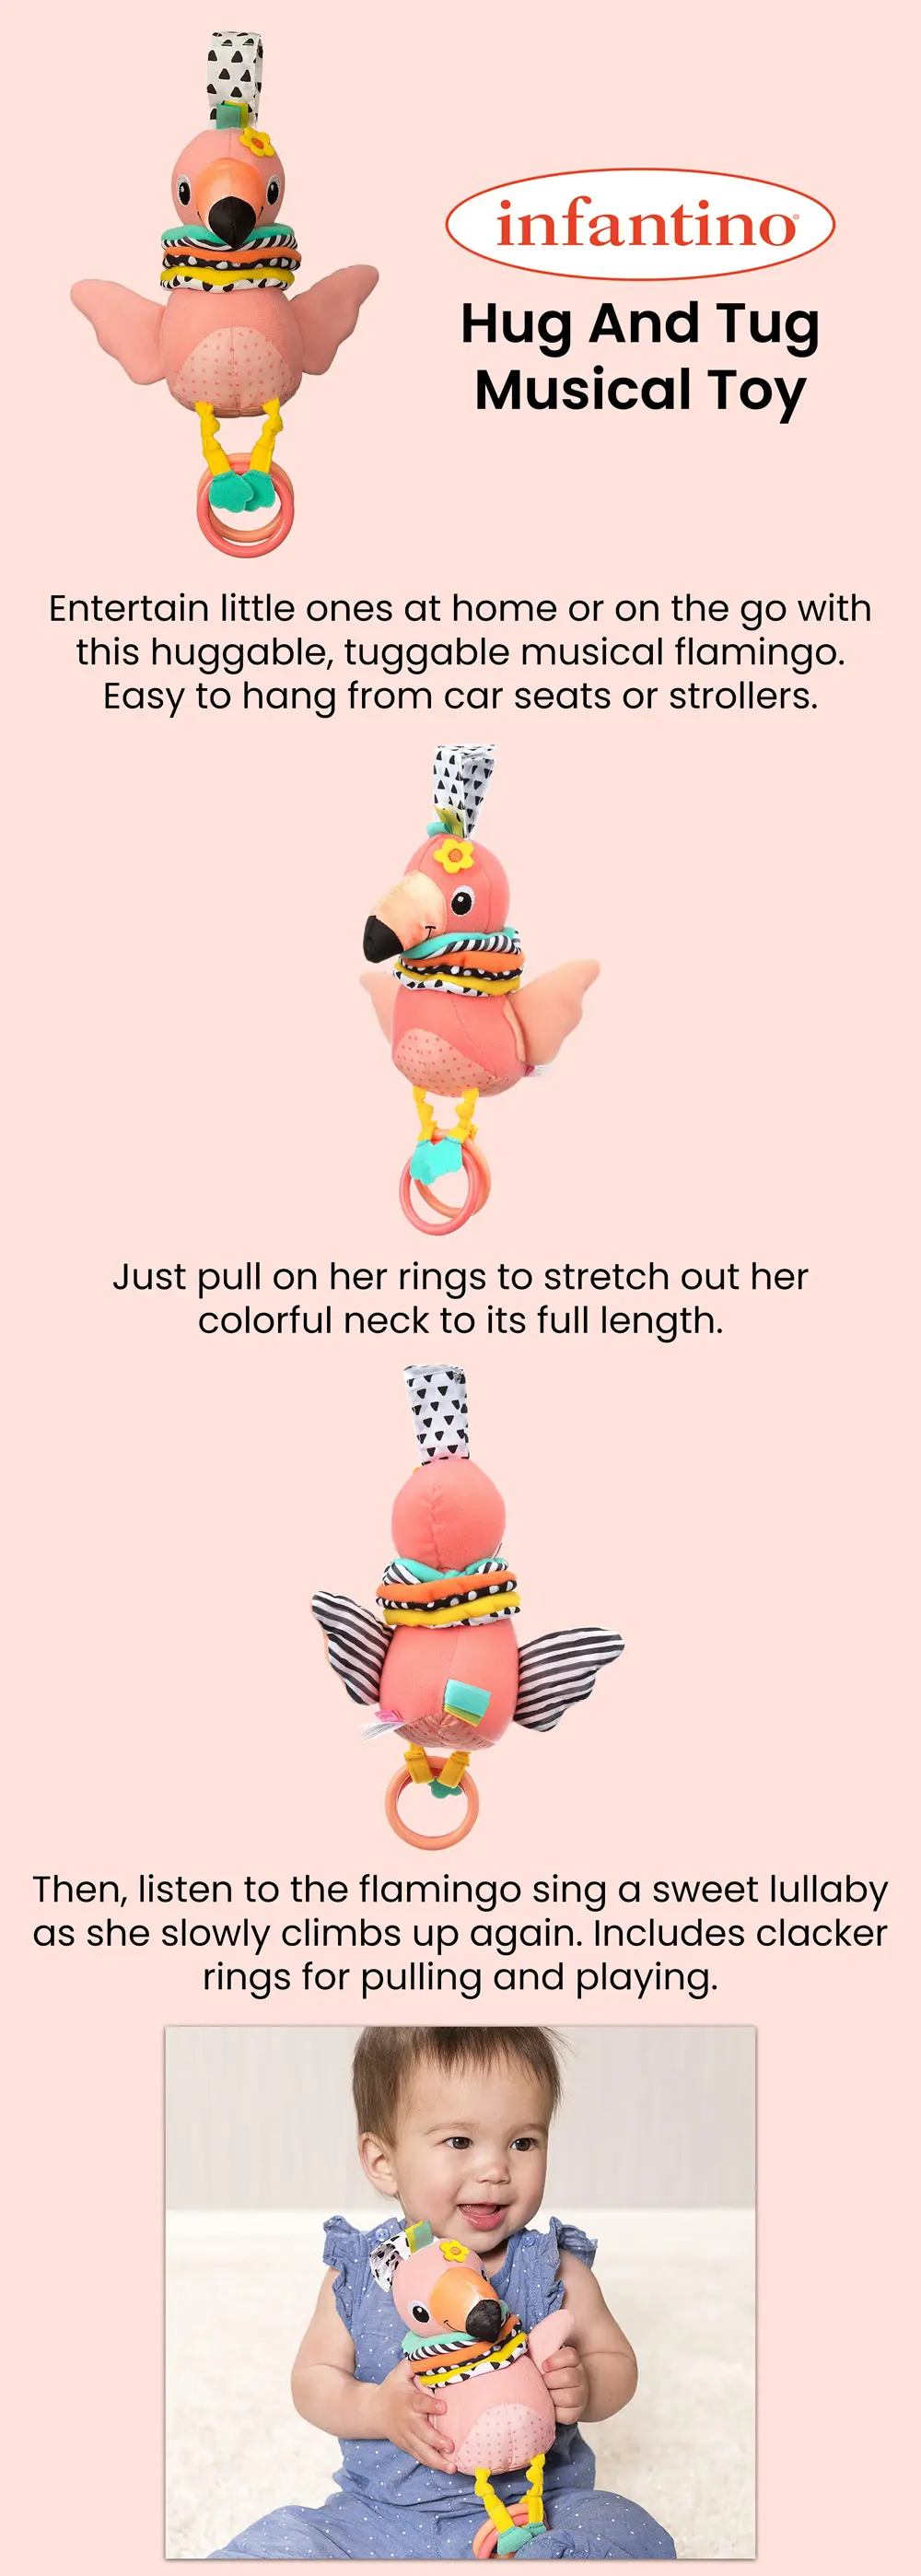 infantino
Hug And Tug
Musical Toy
Entertain little ones at home or on the go with
this huggable, tuggable musical flamingo.
Easy to hang from car seats or strollers.
Just pull on her rings to stretch out her
colorful neck to its full length.
Then, listen to the flamingo sing a sweet lullaby
as she slowly climbs up again. Includes clacker
rings for pulling and playing.